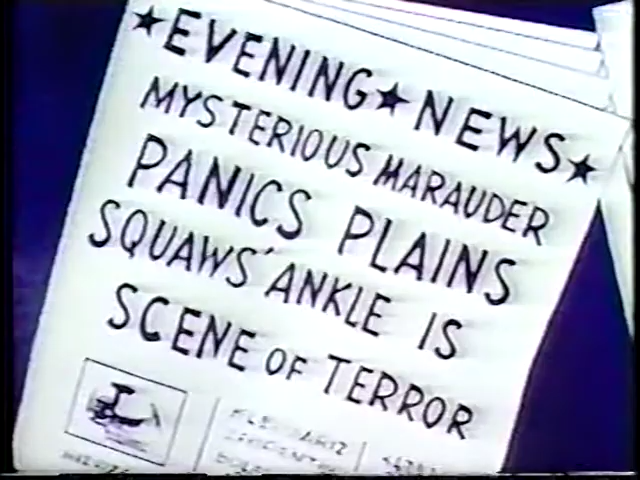 ★EVENING★NEWS★
MYSTERIOUS MARAUDER
PANICS PLAINS
SQUAWS' ANKLE IS
SCENE OF TERROR